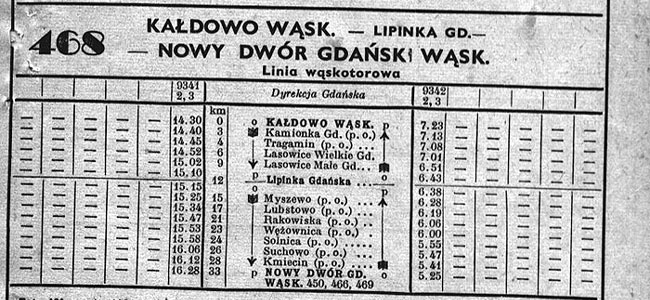 468
KAŁDOWO WĄSK. — LIPINKA GD.—
— NOWY DWÓR GDAŃSKI WĄSK.
Linia wąskotorowa
9341 2, 3 km Dyrekcja Gdańska 9342 2, 3
14.30 0 o KAŁDOWO WĄSK. p 7.23
14.40 3 Kamionka Gd. (p. o.) 7.13
14.45 4 Tragamin (p. o.) ... 7.08
14.52 6 Lasowice Wielkie Gd. 7.01
15.02 9 Lasowice Małe Gd. ... 6.51
15.10 p o 6.43
12 Lipinka Gdańska ...
15.15 o p 6.38
15.25 15 Myszewo (p. o.) ... 6.28
15.34 17 Lubstowo (p. o.) ... 6.19
15.47 21 Rakowiska (p. o.) ... 6.06
15.53 23 Wężownica (p. o.) ... 6.00
15.58 24 Solnica (p. o.) ... 5.55
16.06 26 Suchowo (p. o.) ... 5.47
16.12 28 Kmiecin (p. o.) ... 5.41
16.28 33 p NOWY DWÓR GD. o 5.25
WĄSK. 450, 466, 469